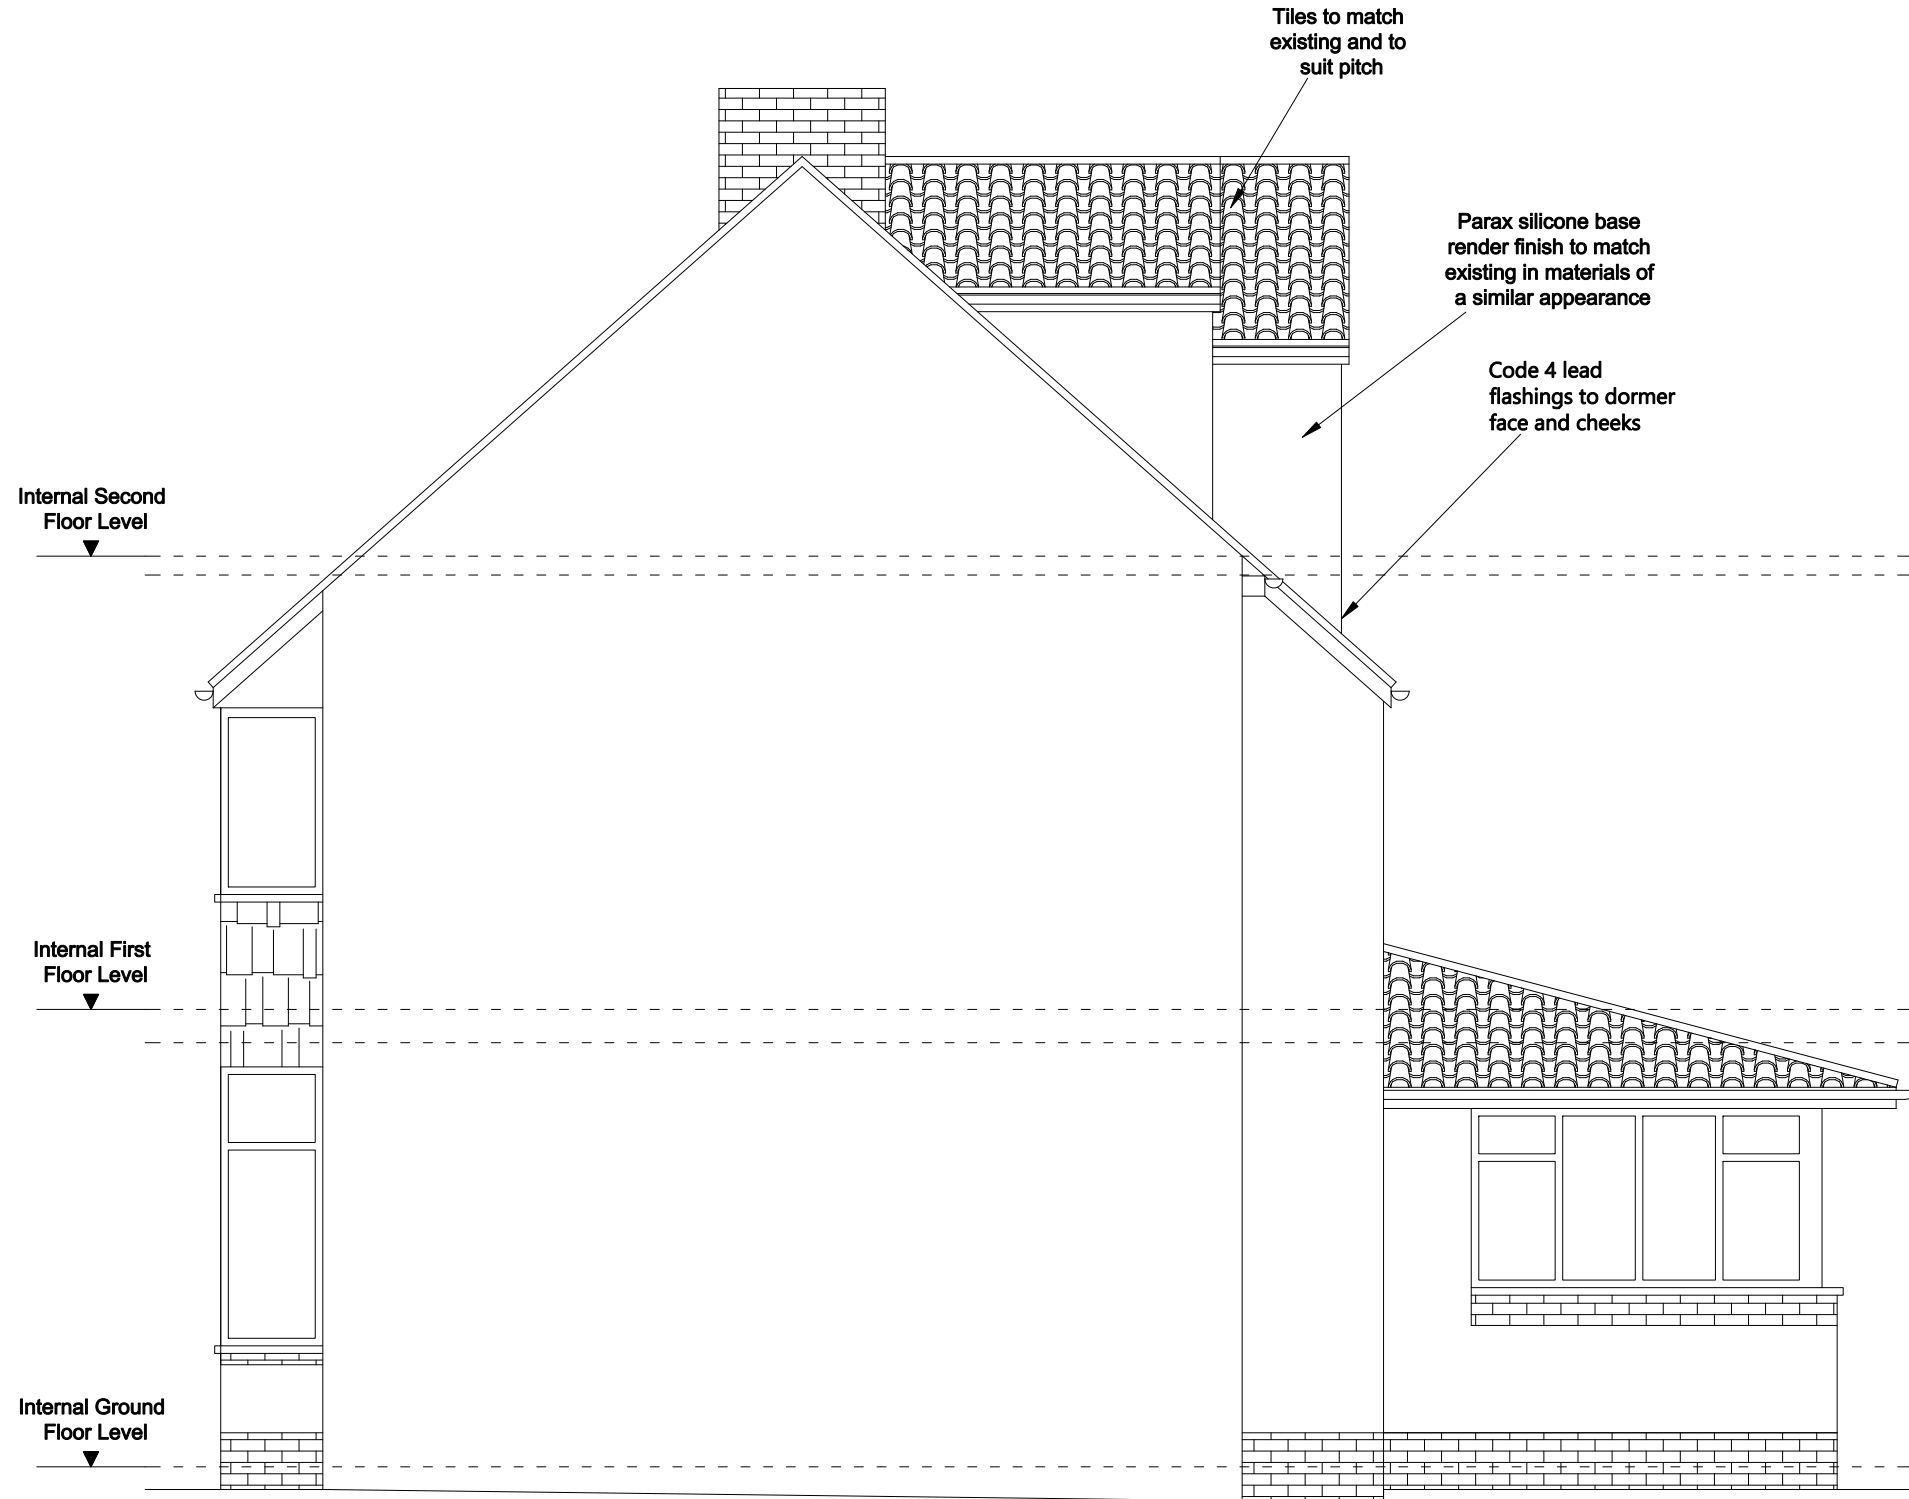 Tiles to match
existing and to
suit pitch
Parax silicone base
render finish to match
existing in materials of
a similar appearance
Code 4 lead
flashings to dormer
face and cheeks
Internal Second
Floor Level
Internal First
Floor Level
Internal Ground
Floor Level